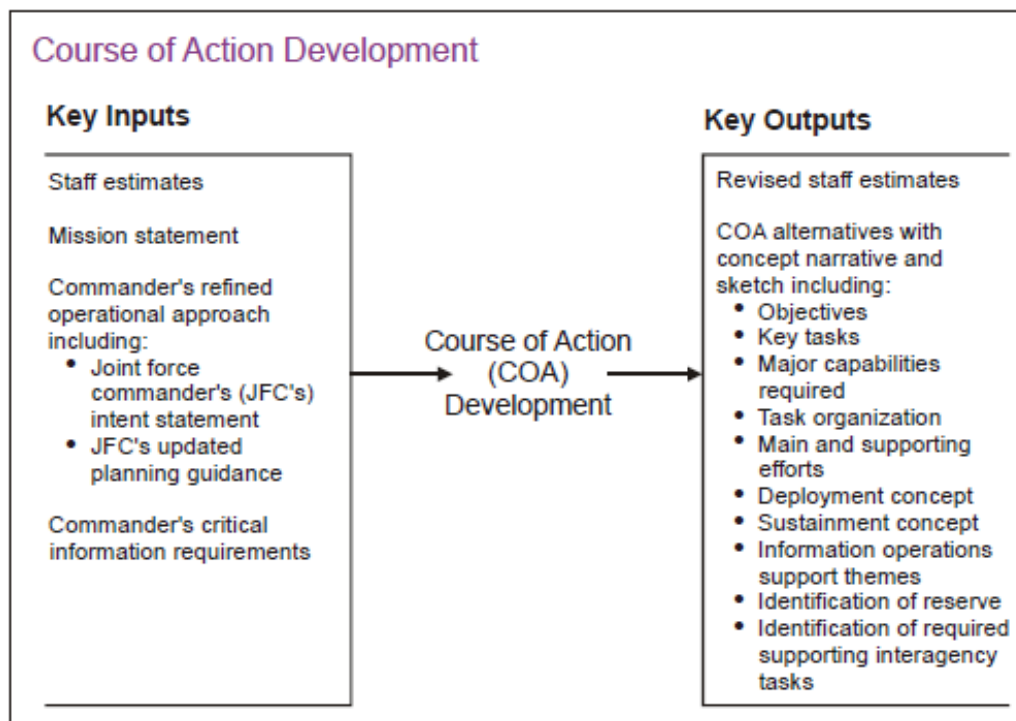 Course of Action Development
Key Inputs
Staff estimates
Mission statement
Commander's refined
operational approach
including:
• Joint force
commander's (JFC's)
intent statement
• JFC's updated
planning guidance
Commander's critical
information requirements
Course of Action
(COA)
Development
Key Outputs
Revised staff estimates
COA alternatives with
concept narrative and
sketch including:
• Objectives
• Key tasks
• Major capabilities
required
• Task organization
• Main and supporting
efforts
• Deployment concept
• Sustainment concept
• Information operations
support themes
• Identification of reserve
• Identification of required
supporting interagency
tasks